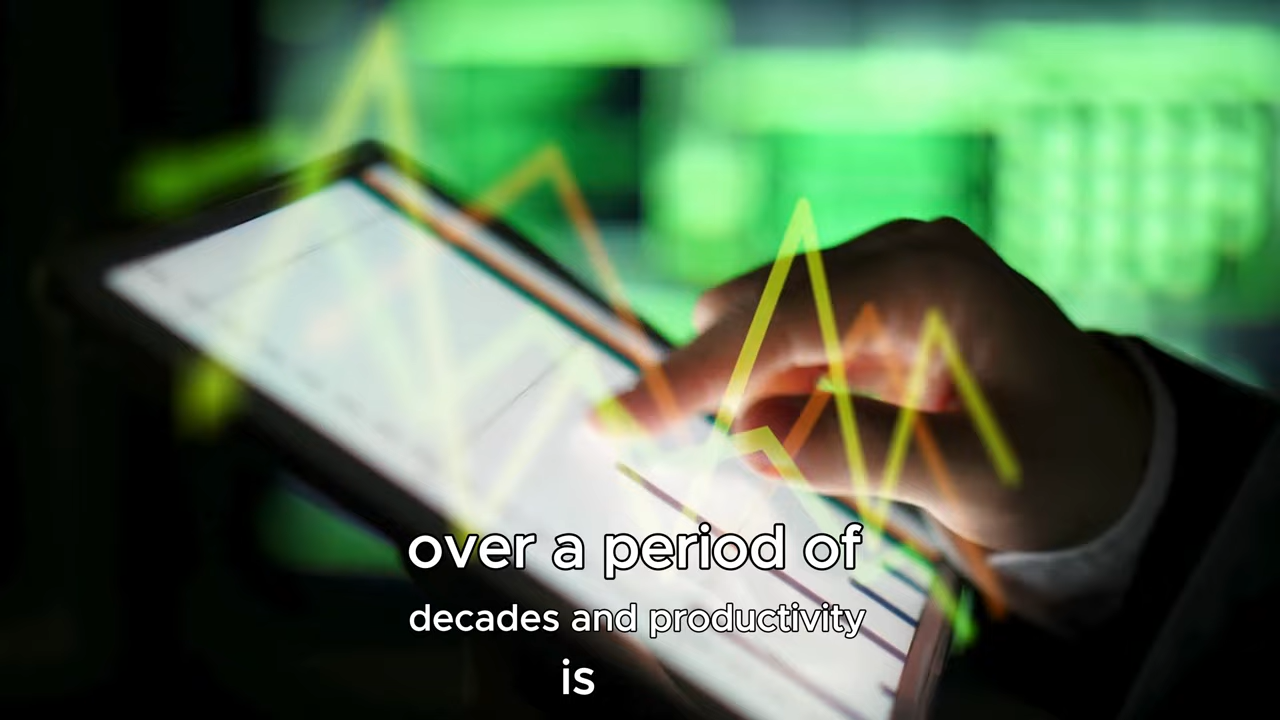 over a period of
decades and productivity
is